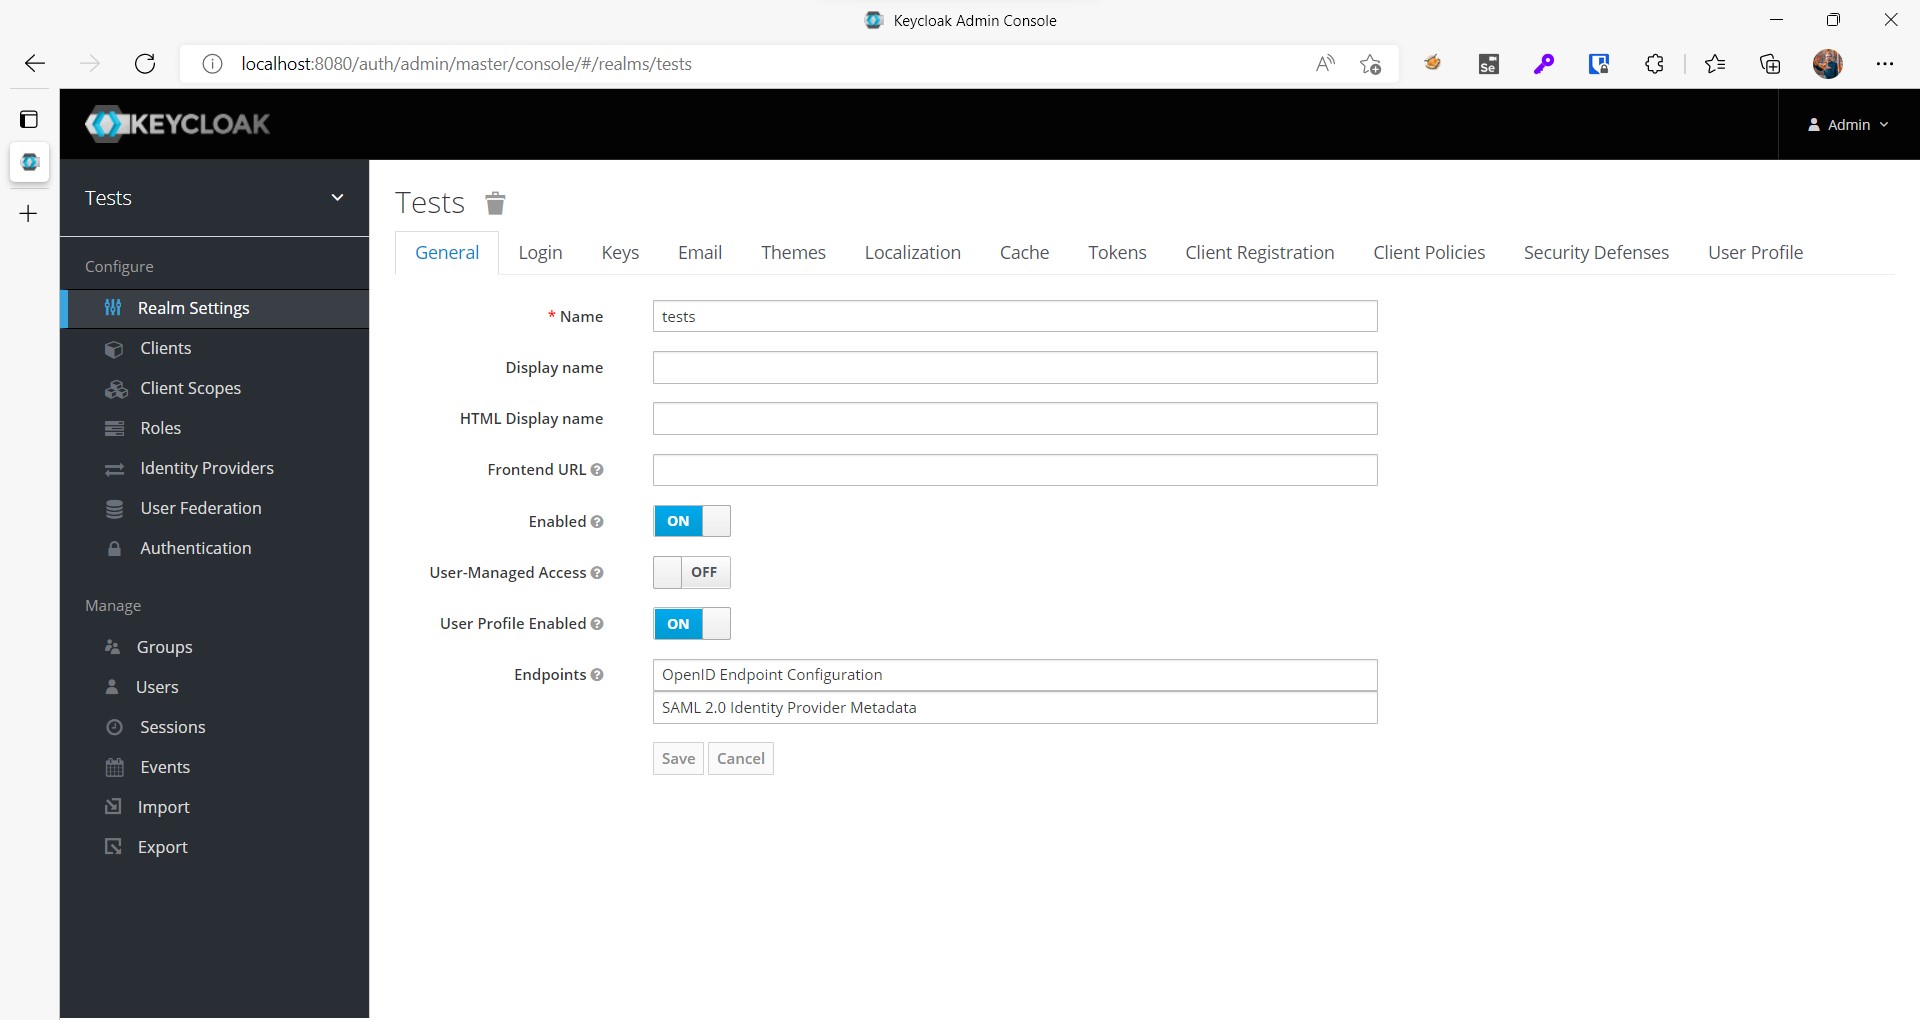 Keycloak Admin Console
localhost:8080/auth/admin/master/console/#/realms/tests
Se
KEYCLOAK
Admin
Tests
Configure
Realm Settings
Clients
Client Scopes
Roles
Identity Providers
User Federation
Authentication
Manage
Groups
Users
Sessions
Events
Import
Export
Tests
General Login Keys Email Themes Localization Cache Tokens Client Registration Client Policies Security Defenses User Profile
* Name tests
Display name
HTML Display name
Frontend URL
Enabled ON
User-Managed Access OFF
User Profile Enabled ON
Endpoints OpenID Endpoint Configuration
SAML 2.0 Identity Provider Metadata
Save Cancel